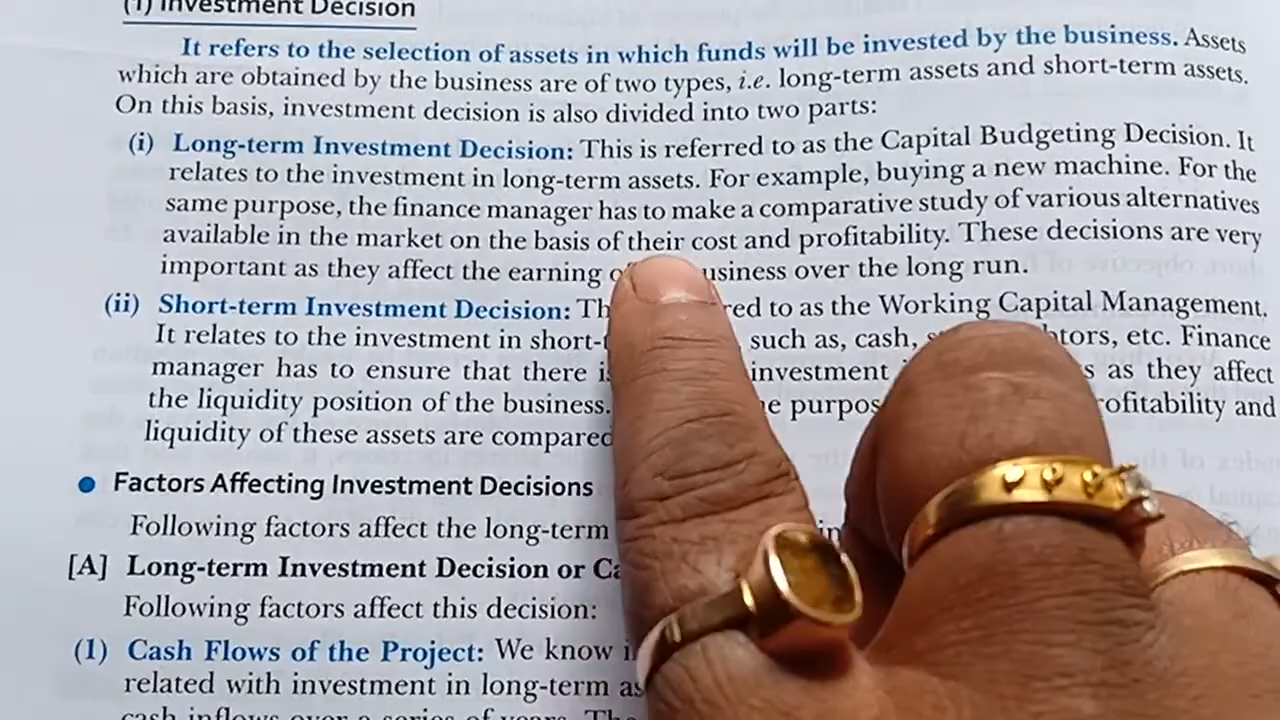 (1) Investment Decision
It refers to the selection of assets in which funds will be invested by the business. Assets
which are obtained by the business are of two types, i.e. long-term assets and short-term assets.
On this basis, investment decision is also divided into two parts:
(i) Long-term Investment Decision: This is referred to as the Capital Budgeting Decision. It
relates to the investment in long-term assets. For example, buying a new machine. For the
same purpose, the finance manager has to make a comparative study of various alternatives
available in the market on the basis of their cost and profitability. These decisions are very
important as they affect the earning over the long run.
(ii) Short-term Investment Decision: to as the Working Capital Management.
It relates to the investment in such as, cash, etc. Finance
manager has to ensure that there investment as they affect
the liquidity position of the business. and
liquidity of these assets are compared
● Factors Affecting Investment Decisions
Following factors affect the long-term
[A] Long-term Investment Decision or
Following factors affect this decision:
(1) Cash Flows of the Project: We know
related with investment in long-term
cash inflows over a series of years.